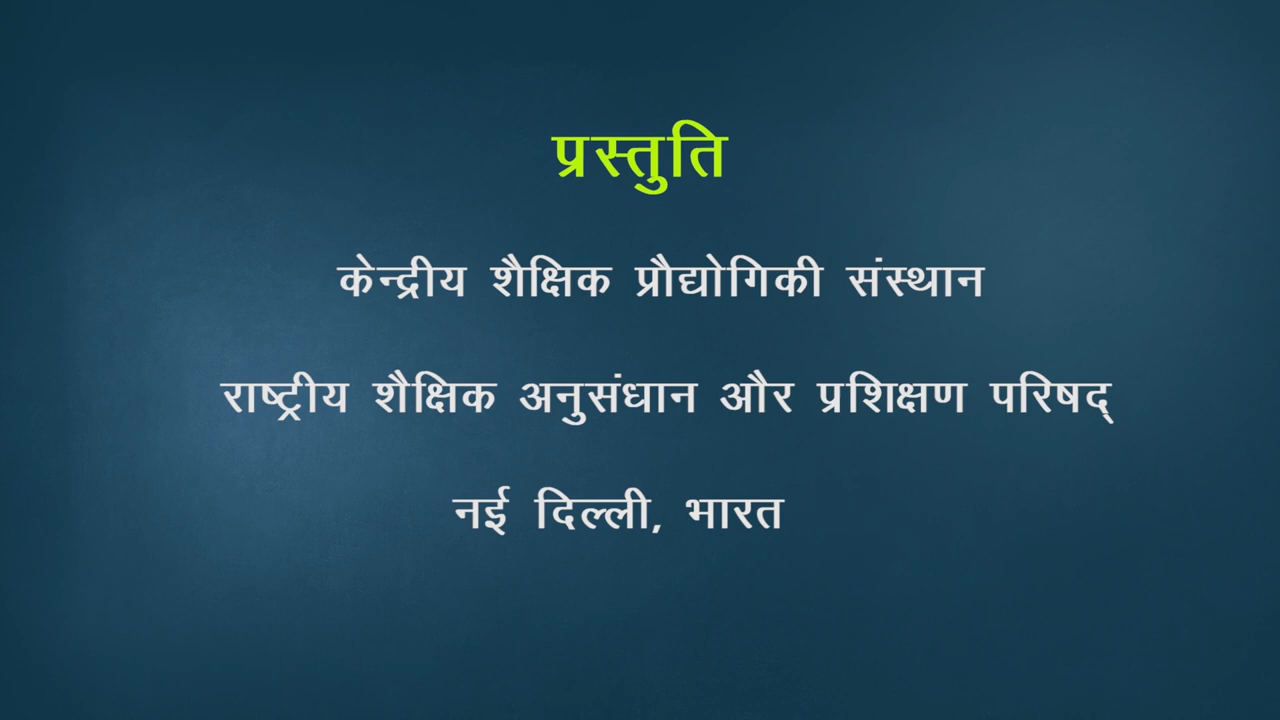 प्रस्तुति
केन्द्रीय शैक्षिक प्रौद्योगिकी संस्थान
राष्ट्रीय शैक्षिक अनुसंधान और प्रशिक्षण परिषद्
नई दिल्ली, भारत